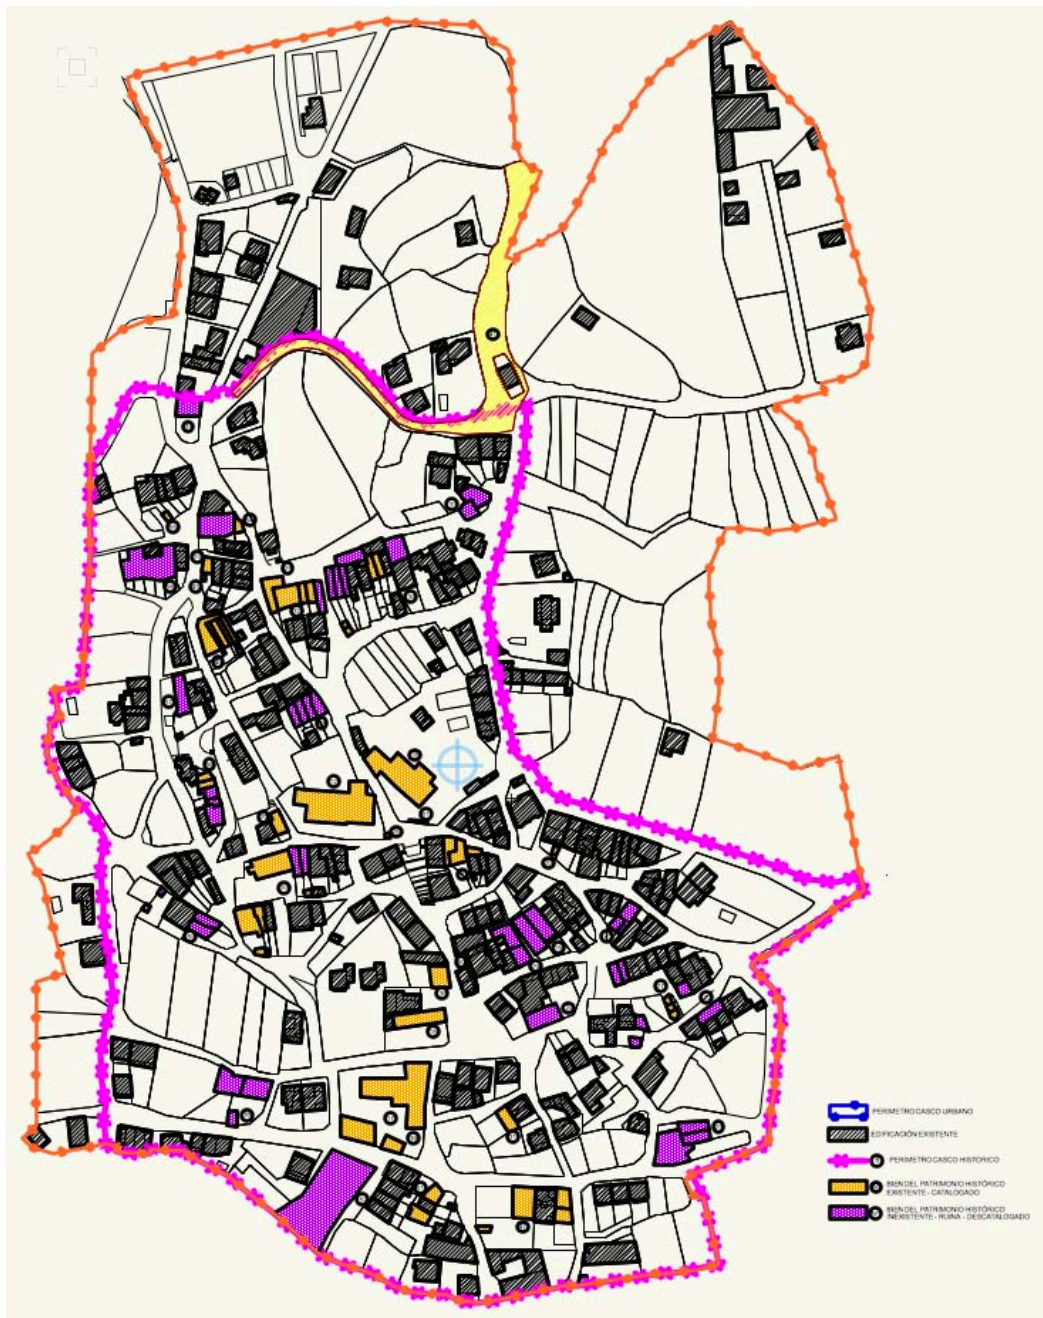 PERIMETRO CASCO URBANO
EDIFICACIÓN EXISTENTE
PERIMETRO CASCO HISTORICO
BIEN DEL PATRIMONIO HISTÓRICO
EXISTENTE - CATALOGADO
BIEN DEL PATRIMONIO HISTÓRICO
INEXISTENTE - RUINA - DESCATALOGADO